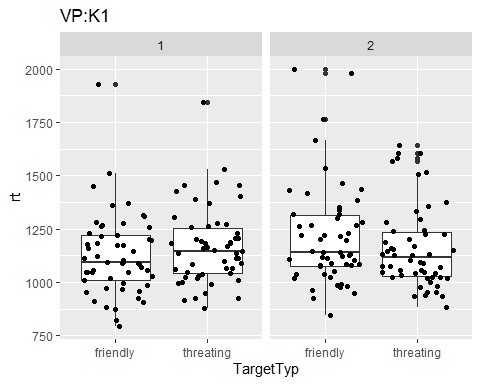 VP:K1
1 2
2000
1750
1500
1250
1000
750
rt
friendly threating friendly threating
TargetTyp